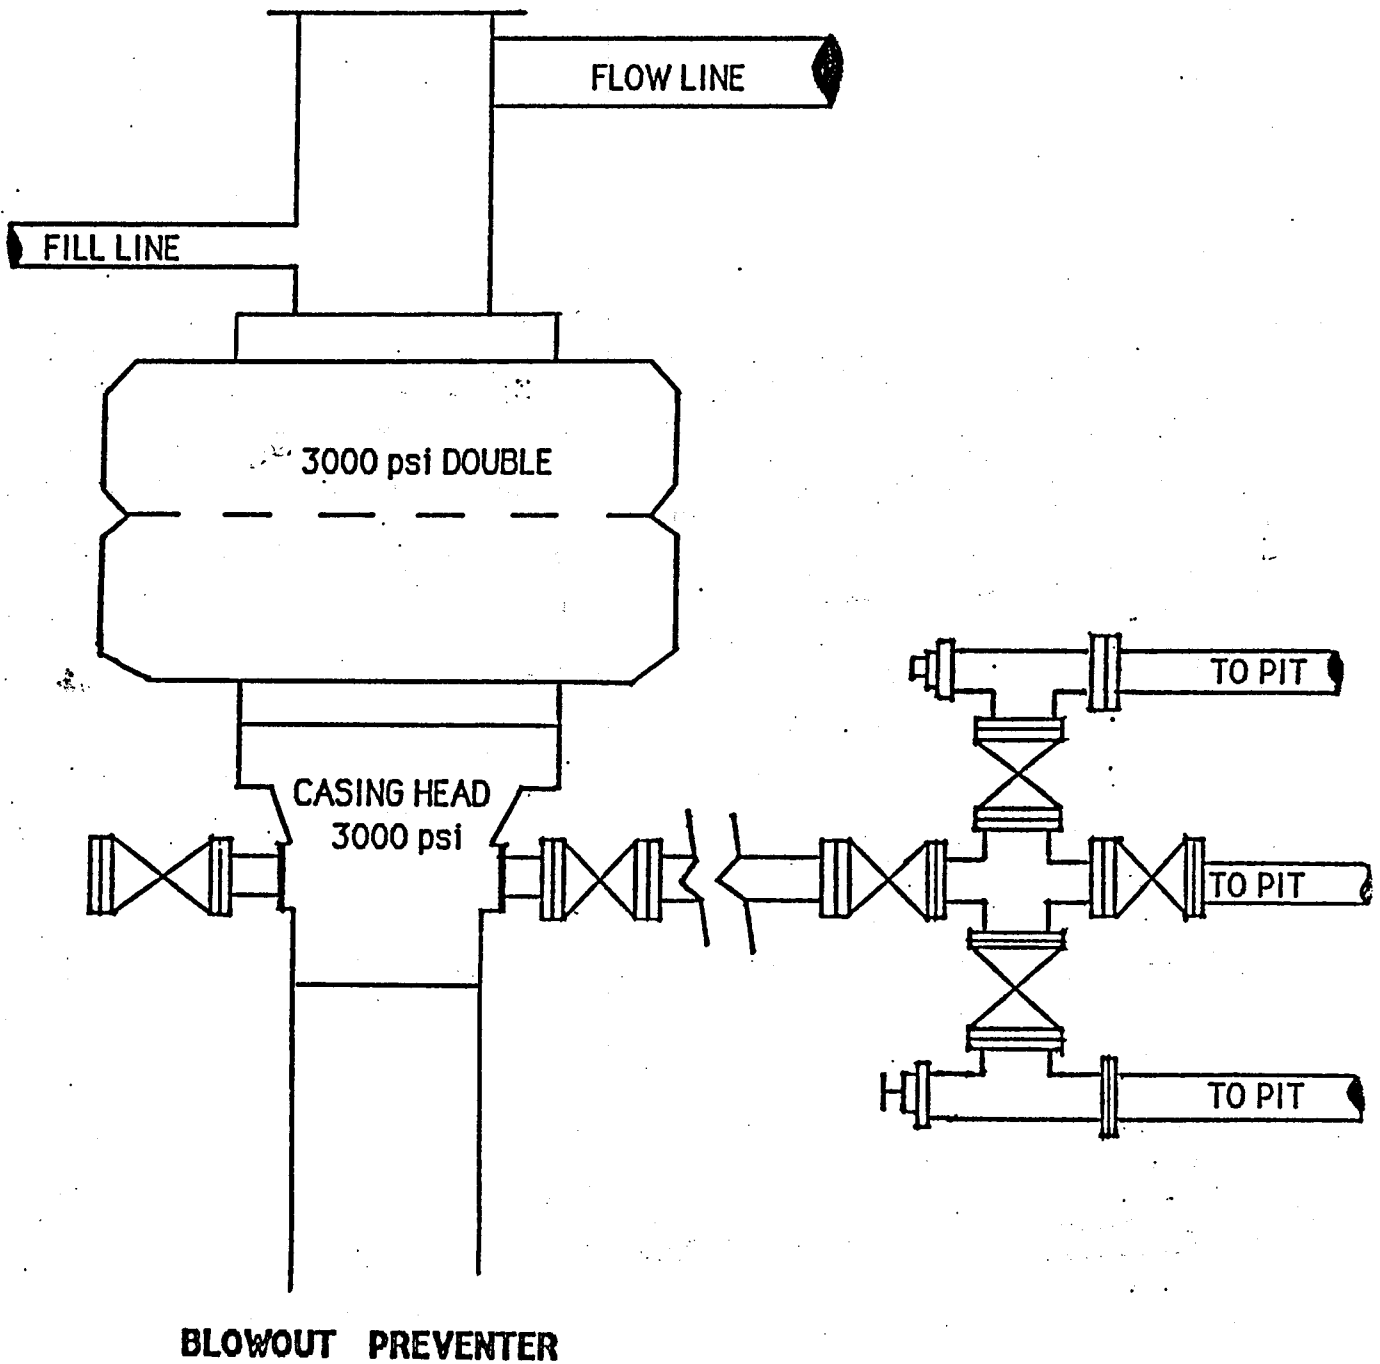 FLOW LINE
FILL LINE
3000 psi DOUBLE
TO PIT
CASING HEAD
3000 psi
TO PIT
TO PIT
BLOWOUT PREVENTER